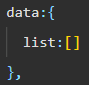 data:{
list:[]
},